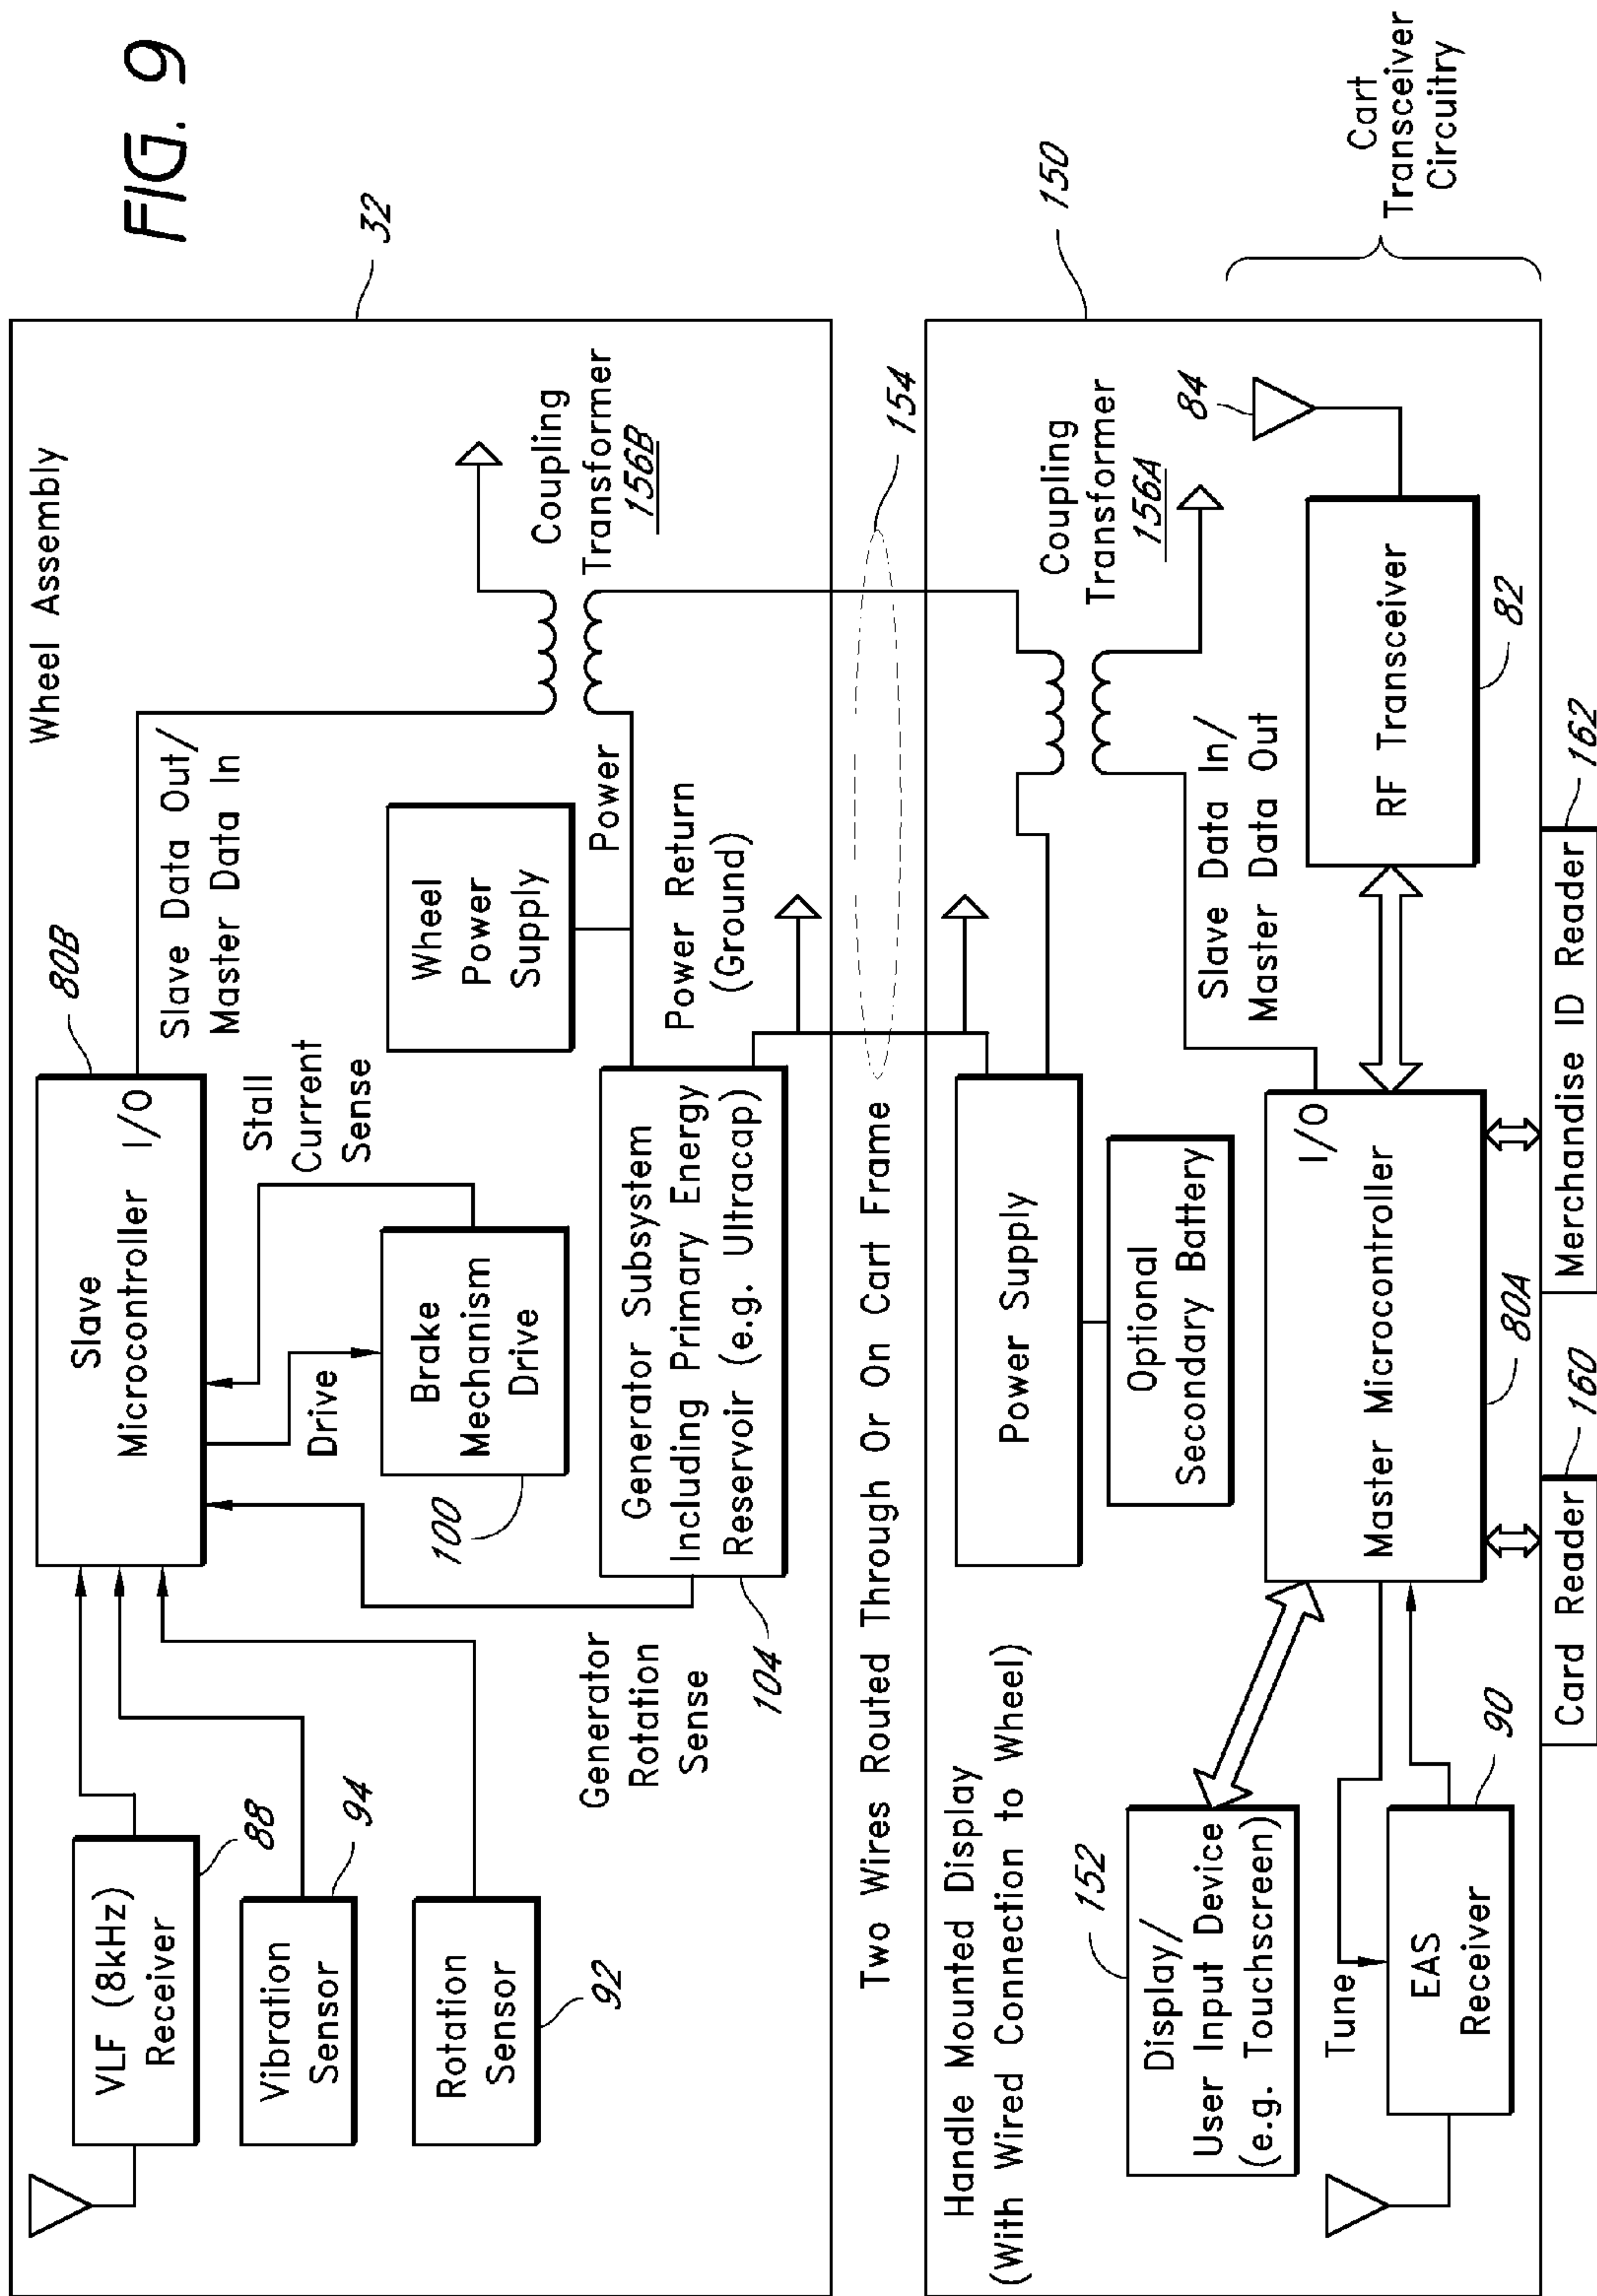 FIG. 9
Wheel Assembly
32
VLF (8kHz)
Receiver
88
Vibration
Sensor
94
Rotation
Sensor
92
Slave
Microcontroller
I/O
80B
Slave Data Out/
Master Data In
Stall
Current
Sense
Drive
Brake
Mechanism
Drive
100
Wheel
Power
Supply
Power
Coupling
Transformer
156B
Generator
Rotation
Sense
Generator Subsystem
Including Primary Energy
Reservoir (e.g. Ultracap)
104
Power Return
(Ground)
Two Wires Routed Through Or On Cart Frame
154
Handle Mounted Display
(With Wired Connection to Wheel)
150
Power Supply
Optional
Secondary Battery
Coupling
Transformer
156A
84
Display/
User Input Device
(e.g. Touchscreen)
152
Slave Data In/
Master Data Out
I/O
Master Microcontroller
80A
RF Transceiver
82
Tune
EAS
Receiver
90
Card Reader
160
Merchandise ID Reader
162
Cart
Transceiver
Circuitry